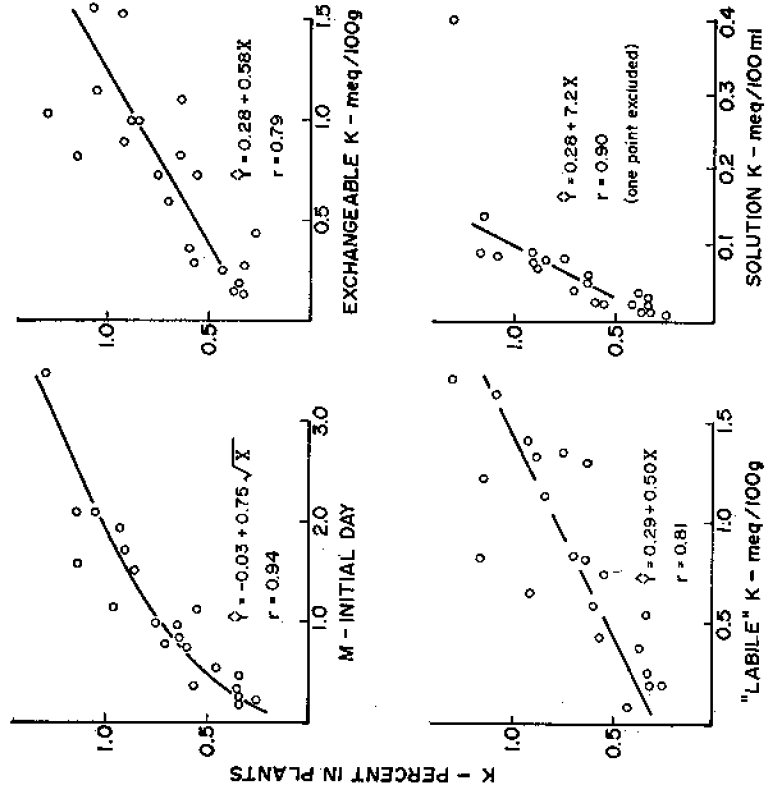 K – PERCENT IN PLANTS
1.0
0.5
1.0
2.0
3.0
M – INITIAL DAY
Ŷ = -0.03 + 0.75 √X
r = 0.94
1.0
0.5
0.5
1.0
1.5
EXCHANGEABLE K – meq/100g
Ŷ = 0.28 + 0.58X
r = 0.79
1.0
0.5
0.5
1.0
1.5
"LABILE" K – meq/100g
Ŷ = 0.29 + 0.50X
r = 0.81
1.0
0.5
0.1
0.2
0.3
0.4
SOLUTION K – meq/100 ml
Ŷ = 0.28 + 7.2X
r = 0.90
(one point excluded)